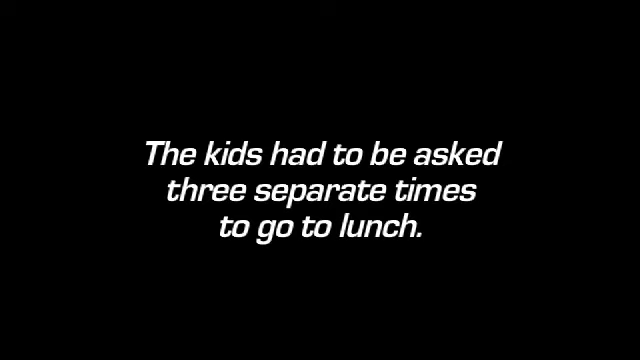 The kids had to be asked
three separate times
to go to lunch.